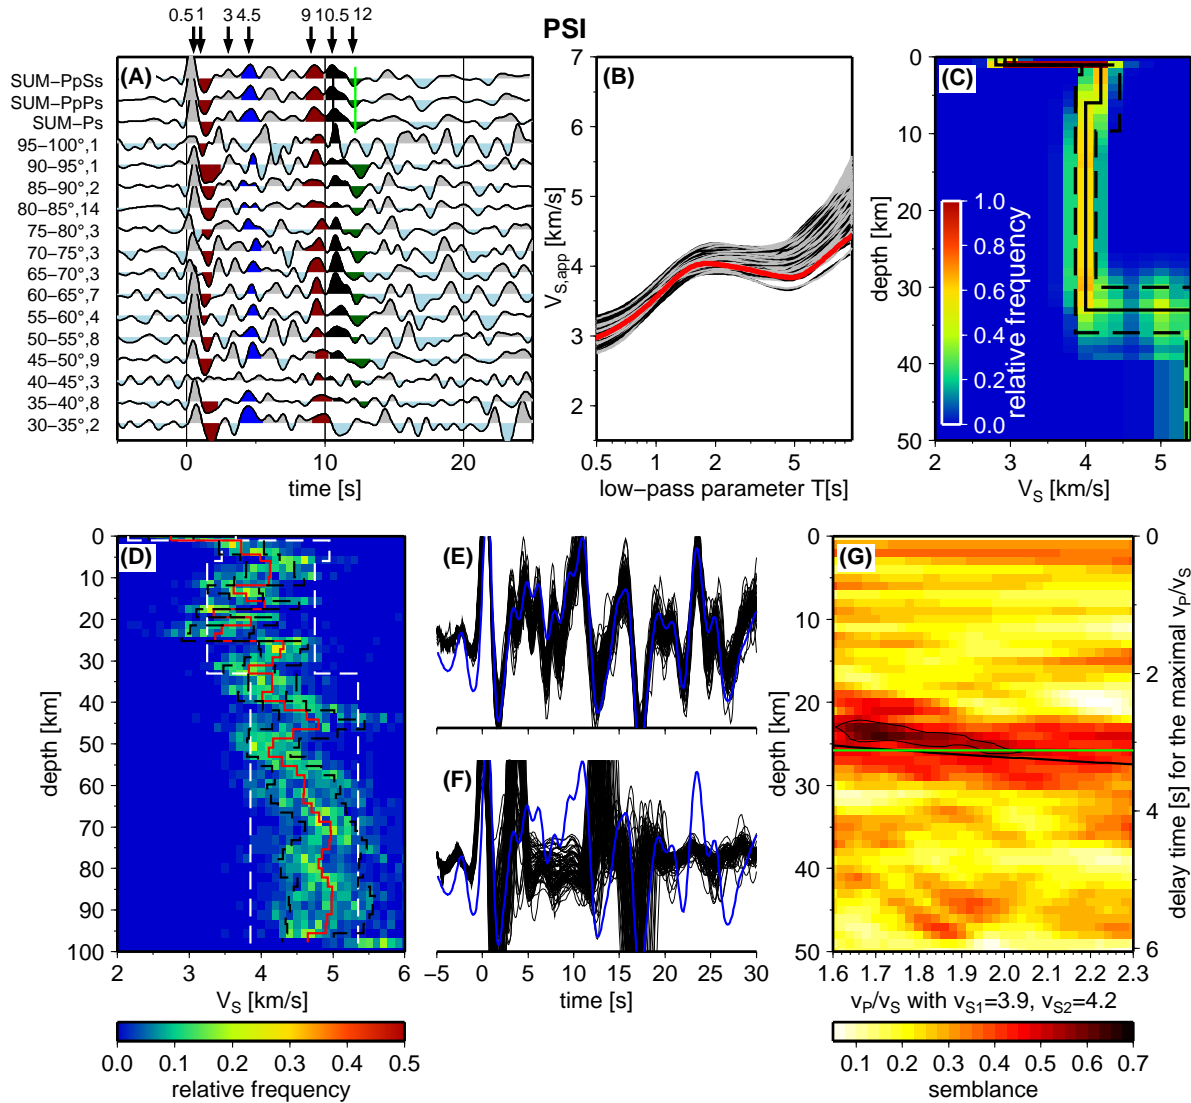 PSI
0.5 1 3 4.5 9 10.5 12
(A)
SUM−PpSs
SUM−PpPs
SUM−Ps
95−100°,1
90−95°,1
85−90°,2
80−85°,14
75−80°,3
70−75°,3
65−70°,3
60−65°,7
55−60°,4
50−55°,8
45−50°,9
40−45°,3
35−40°,8
30−35°,2
0 10 20
time [s]
(B)
7
6
5
4
3
2
V_S,app [km/s]
0.5 1 2 5
low−pass parameter T[s]
(C)
0
10
20
30
40
50
depth [km]
1.0
0.8
0.6
0.4
0.2
0.0
relative frequency
2 3 4 5
V_S [km/s]
(D)
0
10
20
30
40
50
60
70
80
90
100
depth [km]
2 3 4 5 6
V_S [km/s]
0.0 0.1 0.2 0.3 0.4 0.5
relative frequency
(E)
(F)
−5 0 5 10 15 20 25 30
time [s]
(G)
0
10
20
30
40
50
depth [km]
0
2
4
6
delay time [s] for the maximal v_P/v_S
1.6 1.7 1.8 1.9 2.0 2.1 2.2 2.3
v_P/v_S with v_S1=3.9, v_S2=4.2
0.1 0.2 0.3 0.4 0.5 0.6 0.7
semblance